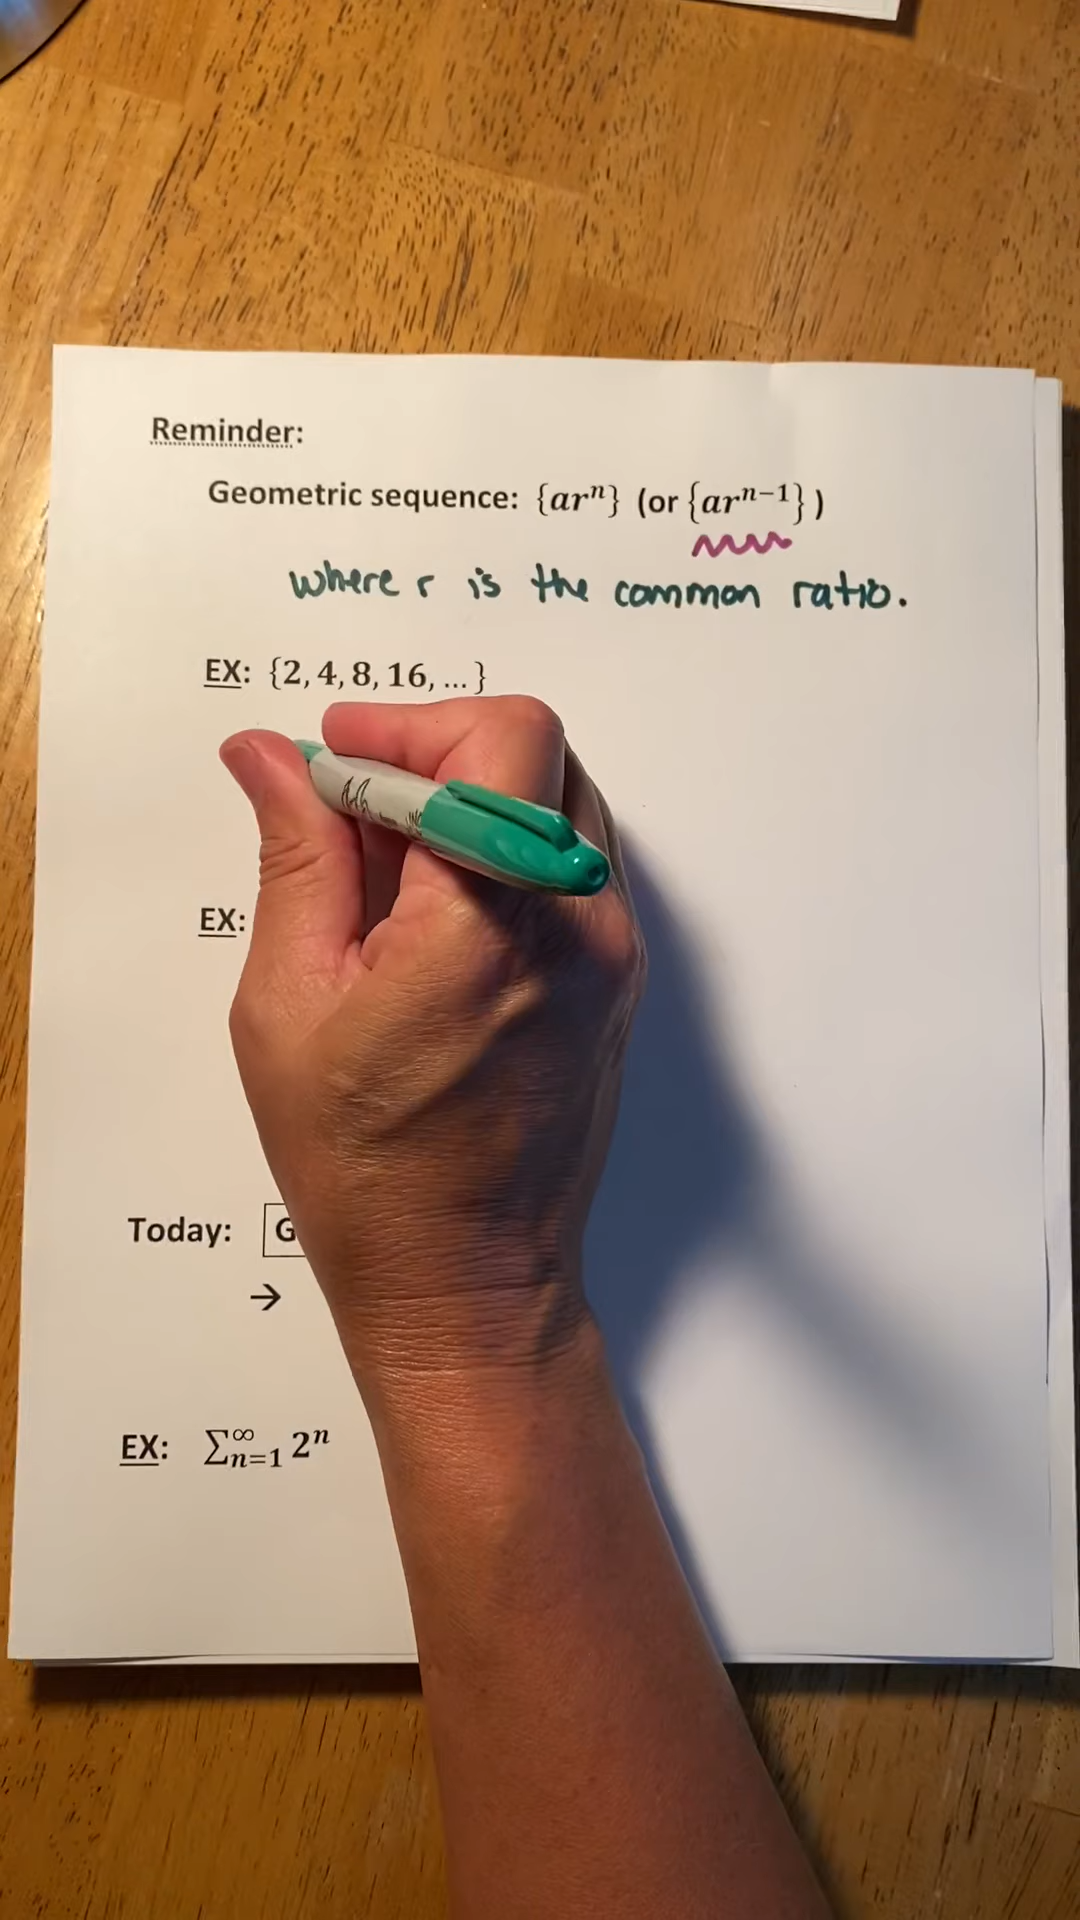 Reminder:
Geometric sequence: {arⁿ} (or {arⁿ⁻¹})
where r is the common ratio.
EX: {2, 4, 8, 16, ... }
EX:
Today: G
→
EX: ∑_{n=1}^{∞} 2ⁿ